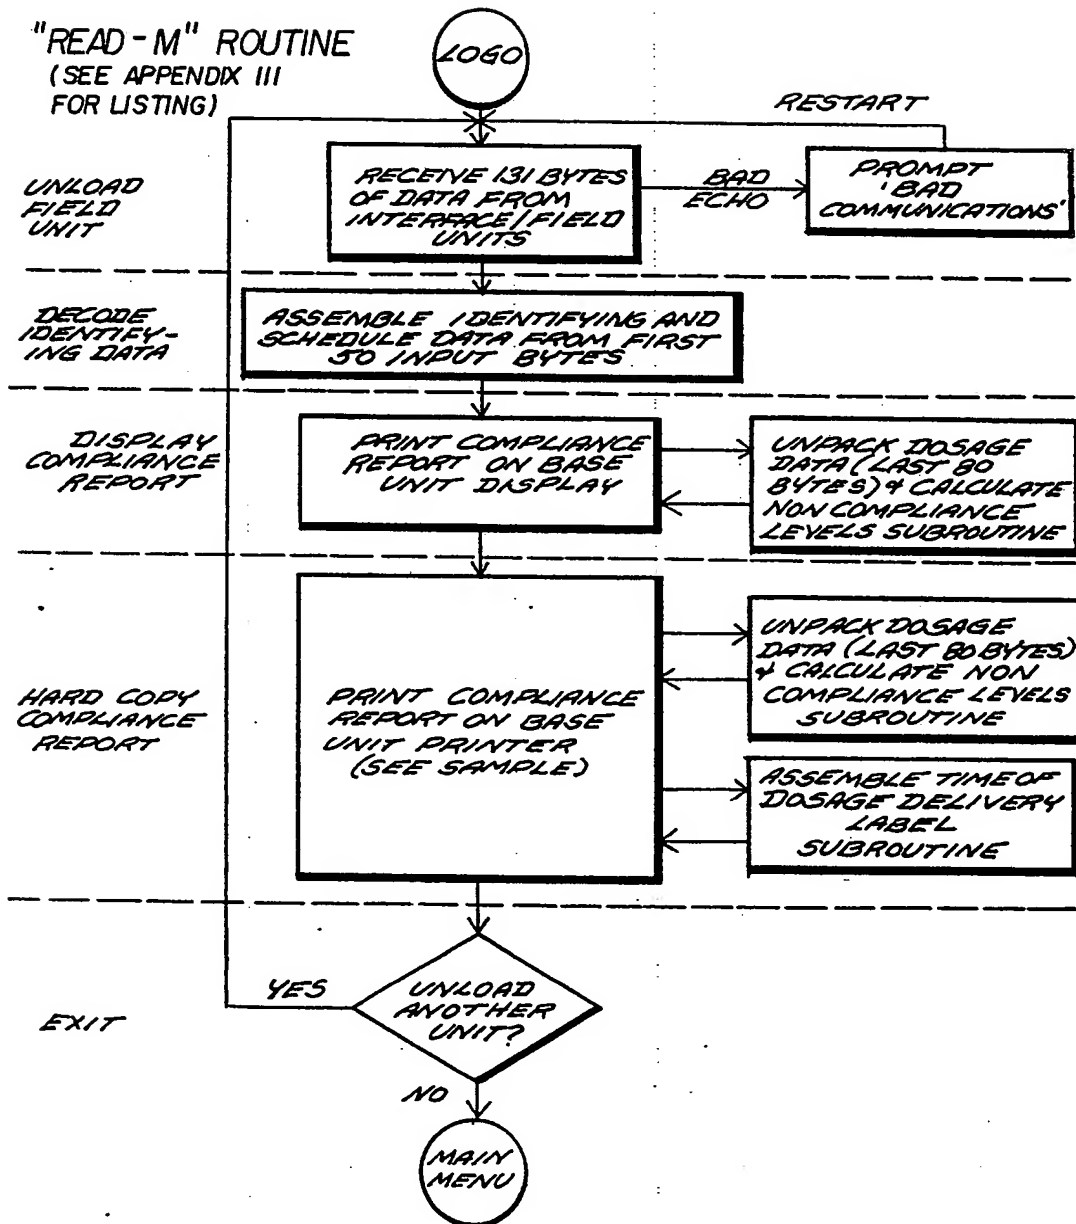 "READ-M" ROUTINE
(SEE APPENDIX III
FOR LISTING)
LOGO
RESTART
UNLOAD
FIELD
UNIT
RECEIVE 131 BYTES
OF DATA FROM
INTERFACE/FIELD
UNITS
BAD
ECHO
PROMPT
'BAD
COMMUNICATIONS'
DECODE
IDENTIFY-
ING DATA
ASSEMBLE IDENTIFYING AND
SCHEDULE DATA FROM FIRST
50 INPUT BYTES
DISPLAY
COMPLIANCE
REPORT
PRINT COMPLIANCE
REPORT ON BASE
UNIT DISPLAY
UNPACK DOSAGE
DATA (LAST 80
BYTES) & CALCULATE
NON COMPLIANCE
LEVELS SUBROUTINE
HARD COPY
COMPLIANCE
REPORT
PRINT COMPLIANCE
REPORT ON BASE
UNIT PRINTER
(SEE SAMPLE)
UNPACK DOSAGE
DATA (LAST 80 BYTES)
& CALCULATE NON
COMPLIANCE LEVELS
SUBROUTINE
ASSEMBLE TIME OF
DOSAGE DELIVERY
LABEL
SUBROUTINE
EXIT
YES
UNLOAD
ANOTHER
UNIT?
NO
MAIN
MENU